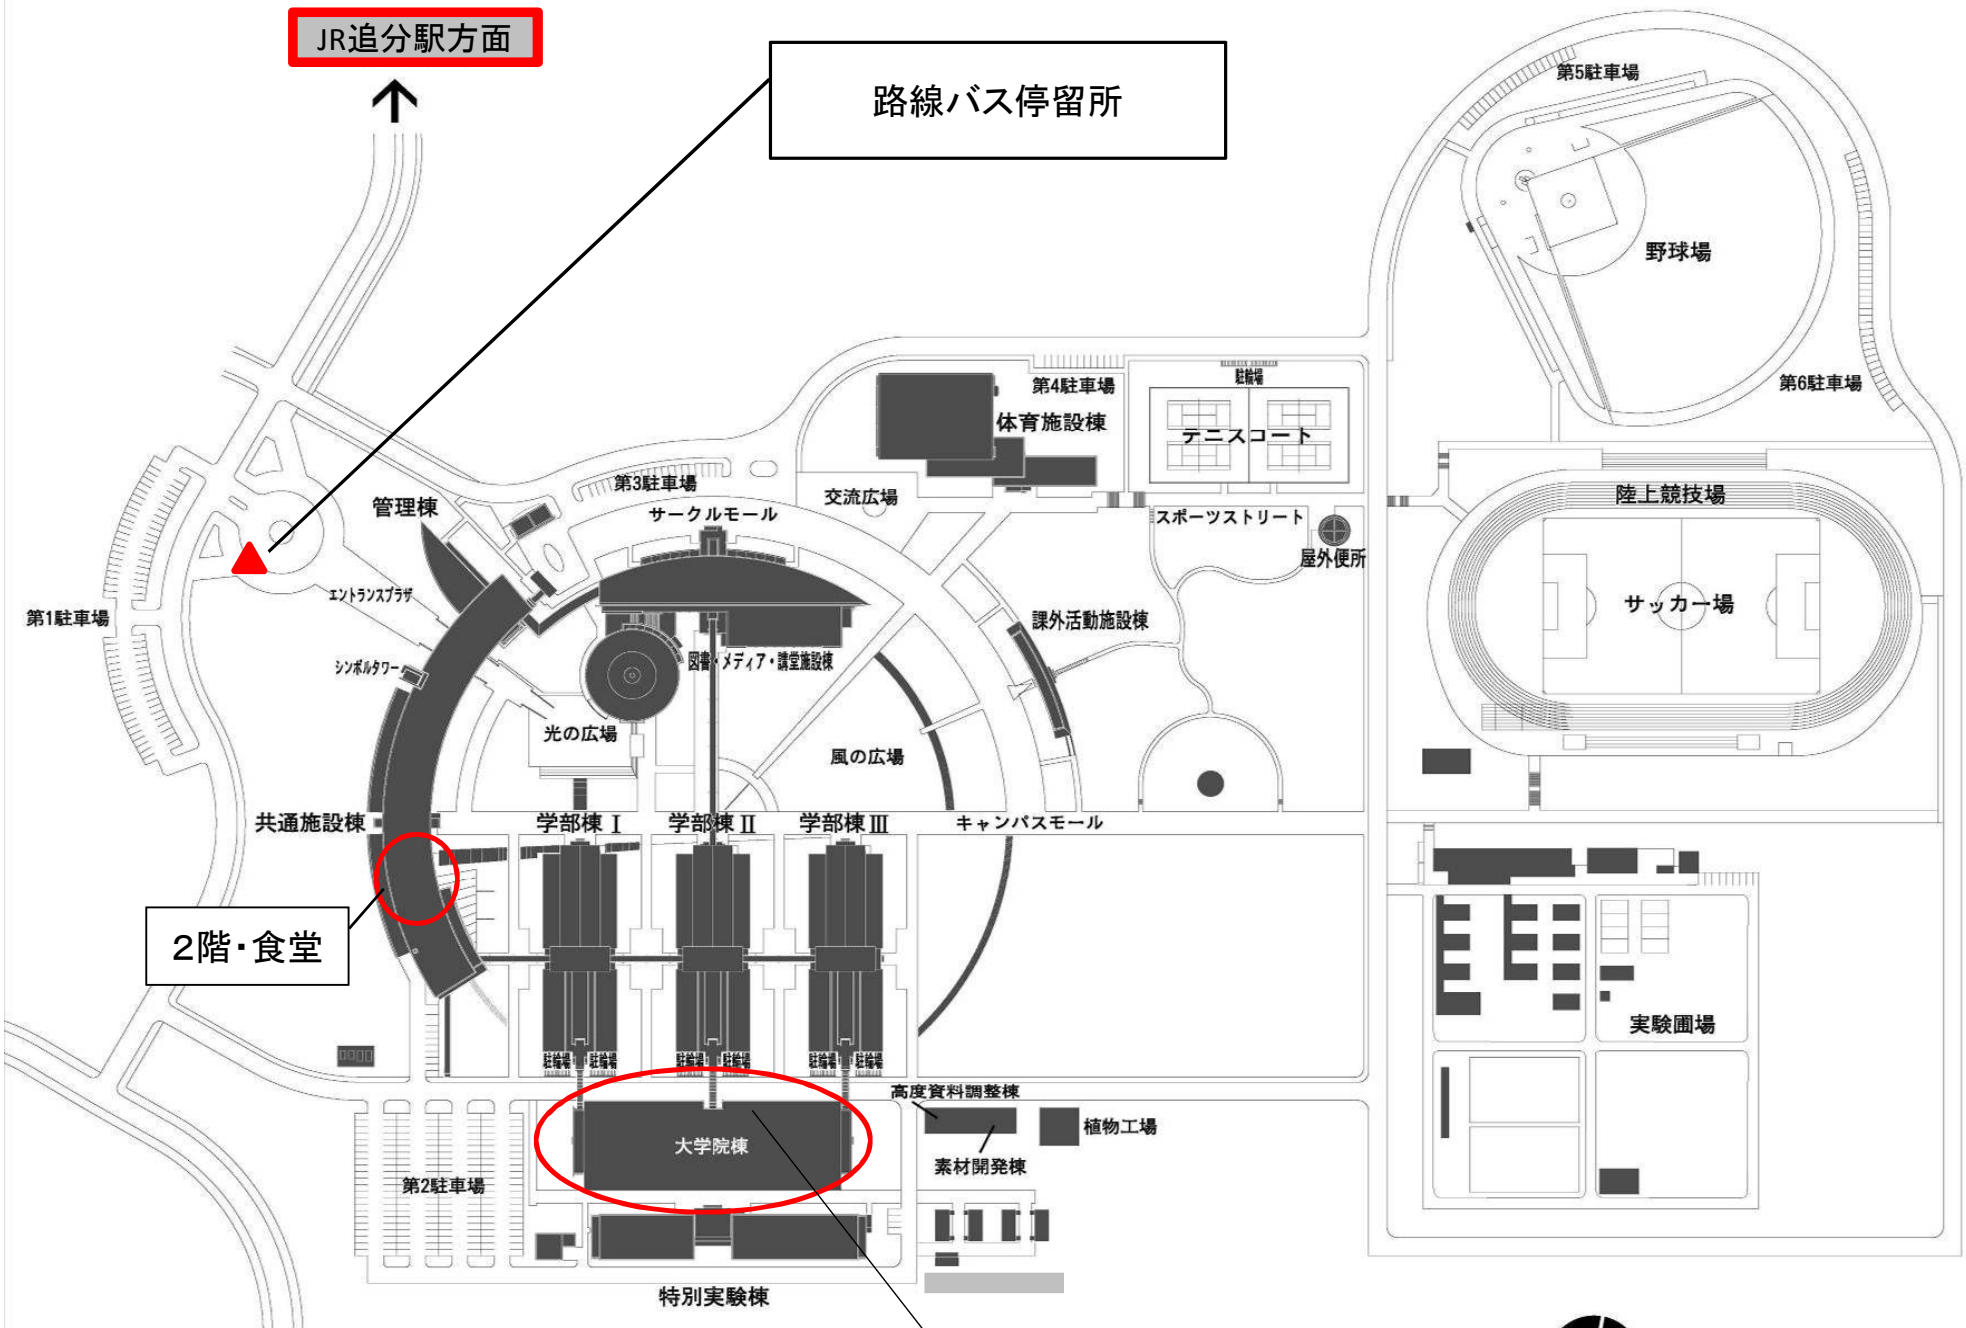 JR追分駅方面
路線バス停留所
第5駐車場
野球場
第6駐車場
駐輪場
第4駐車場
体育施設棟
テニスコート
第3駐車場
交流広場
陸上競技場
管理棟
サークルモール
スポーツストリート
屋外便所
エントランスプラザ
サッカー場
第1駐車場
課外活動施設棟
シンボルタワー
図書・メディア・講堂施設棟
光の広場
風の広場
共通施設棟
学部棟Ⅰ
学部棟Ⅱ
学部棟Ⅲ
キャンパスモール
2階・食堂
実験圃場
駐輪場
駐輪場
駐輪場
駐輪場
駐輪場
駐輪場
高度資料調整棟
植物工場
大学院棟
素材開発棟
第2駐車場
特別実験棟